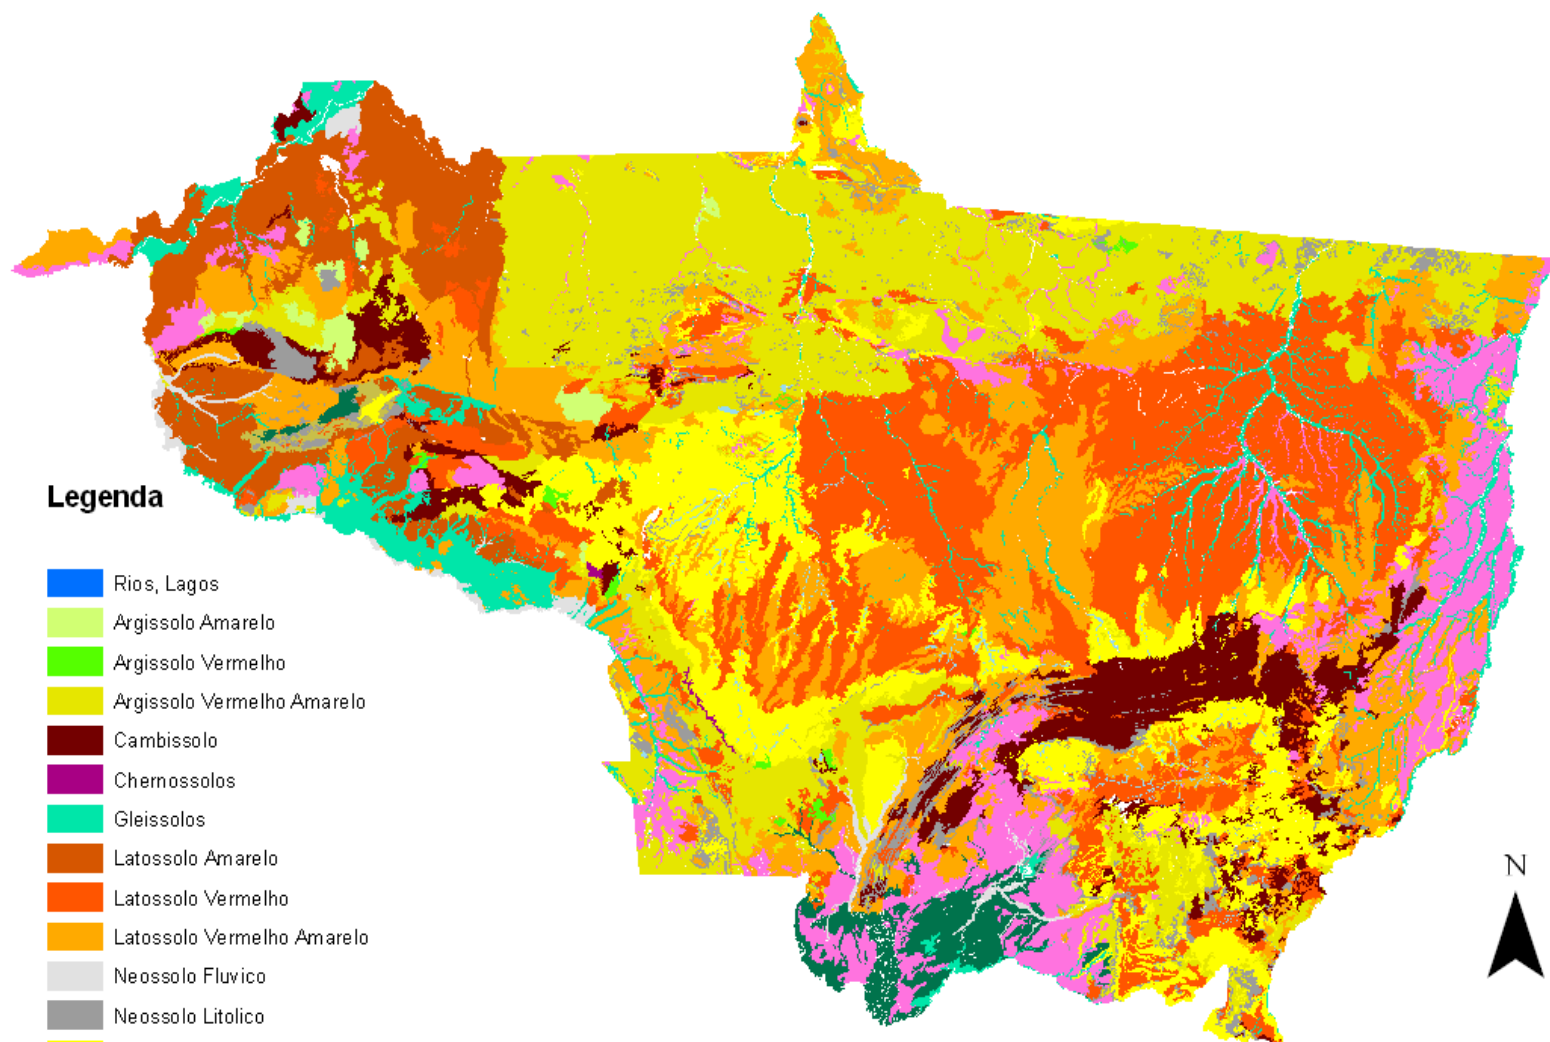 Legenda
Rios, Lagos
Argissolo Amarelo
Argissolo Vermelho
Argissolo Vermelho Amarelo
Cambissolo
Chernossolos
Gleissolos
Latossolo Amarelo
Latossolo Vermelho
Latossolo Vermelho Amarelo
Neossolo Fluvico
Neossolo Litolico
N